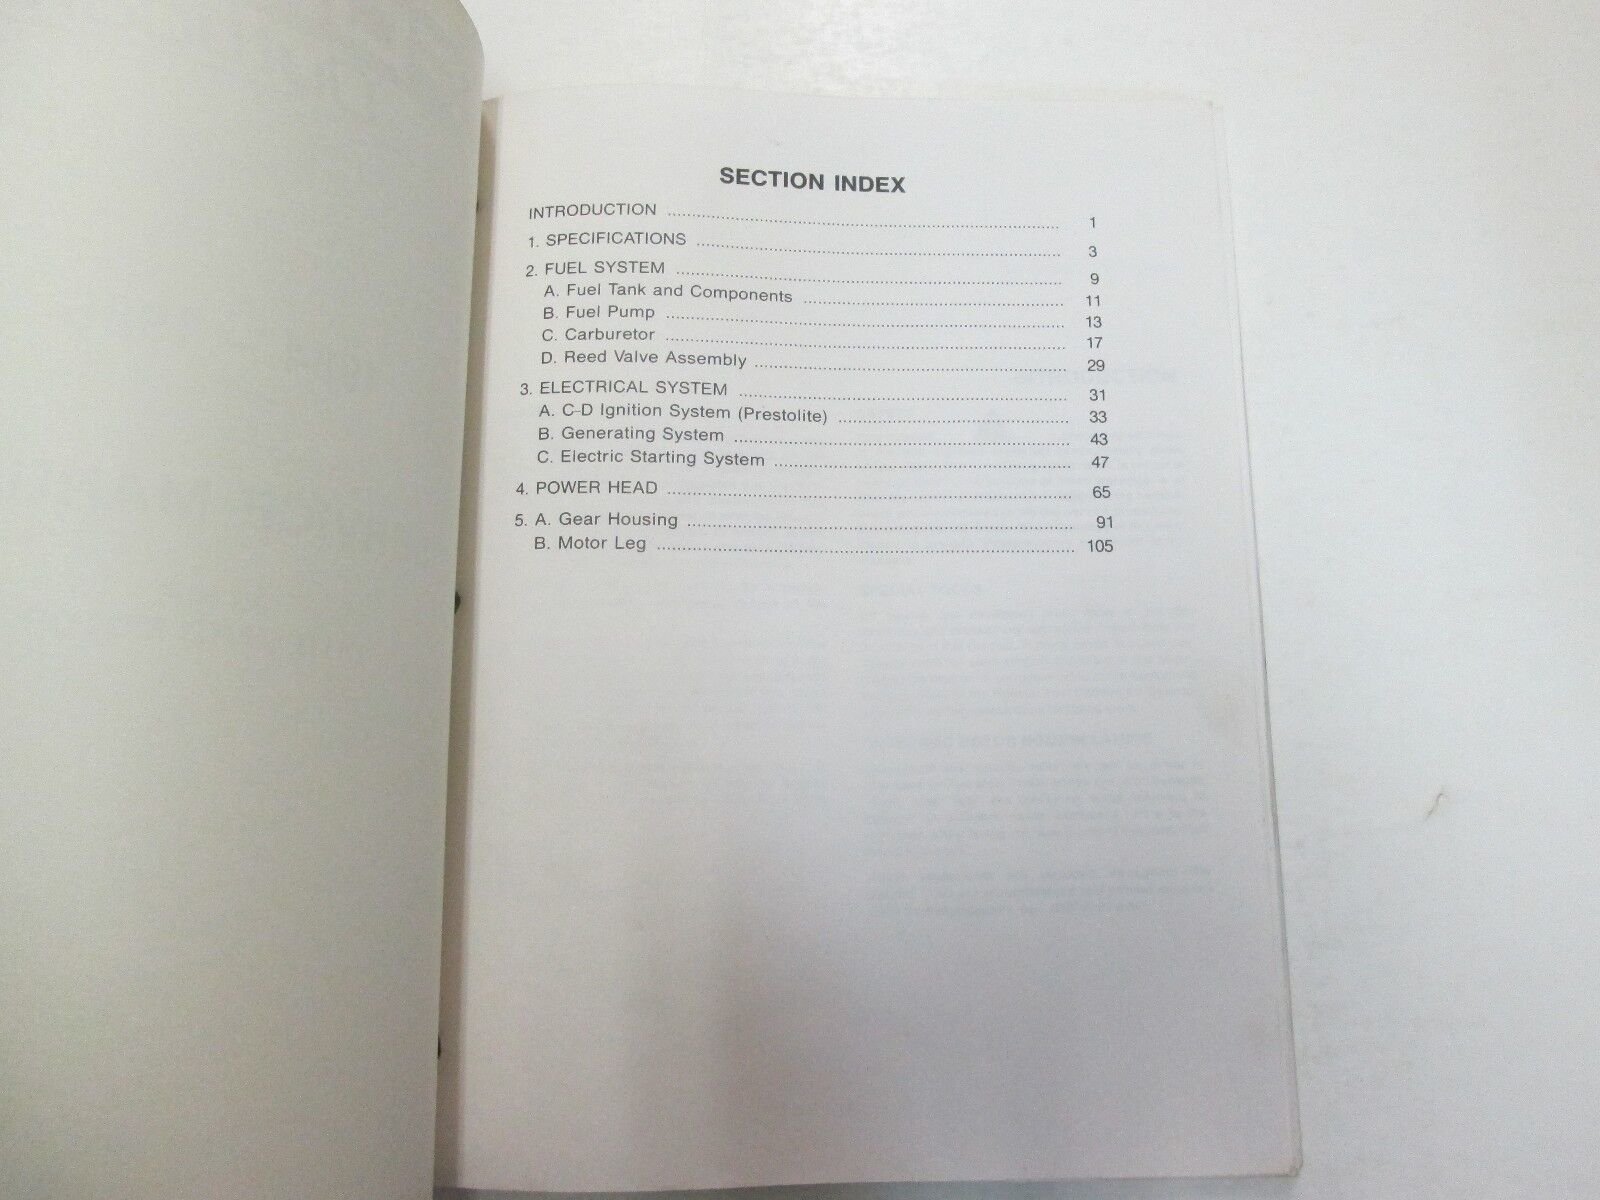 SECTION INDEX
INTRODUCTION ........ 1
1. SPECIFICATIONS ........ 3
2. FUEL SYSTEM ........ 9
A. Fuel Tank and Components ........ 11
B. Fuel Pump ........ 13
C. Carburetor ........ 17
D. Reed Valve Assembly ........ 29
3. ELECTRICAL SYSTEM ........ 31
A. C-D Ignition System (Prestolite) ........ 33
B. Generating System ........ 43
C. Electric Starting System ........ 47
4. POWER HEAD ........ 65
5. A. Gear Housing ........ 91
B. Motor Leg ........ 105